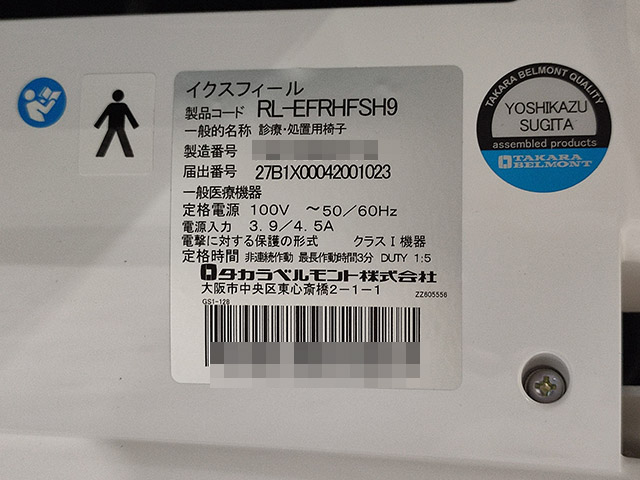 イクスフィール
製品コード RL-EFRHFSH9
一般的名称 診療・処置用椅子
製造番号
届出番号 27B1X00042001023
一般医療機器
定格電源 100V ～50/60Hz
電源入力 3.9/4.5A
電撃に対する保護の形式 クラスⅠ機器
定格時間 非連続作動 最長作動時間3分 DUTY 1:5
タカラベルモント株式会社
大阪市中央区東心斎橋2-1-1
ZZ605556
GS1-128
TAKARA BELMONT QUALITY
YOSHIKAZU
SUGITA
assembled products
TAKARA
BELMONT